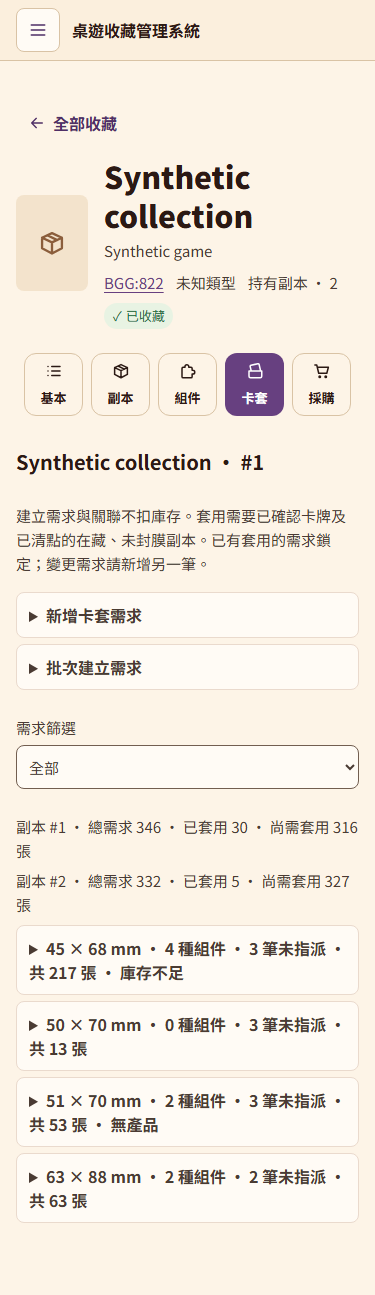 桌遊收藏管理系統
← 全部收藏
Synthetic
collection
Synthetic game
BGG:822 未知類型 持有副本 · 2
✓ 已收藏
基本 副本 組件 卡套 採購
Synthetic collection · #1
建立需求與關聯不扣庫存。套用需要已確認卡牌及
已清點的在藏、未封膜副本。已有套用的需求鎖
定；變更需求請新增另一筆。
▶ 新增卡套需求
▶ 批次建立需求
需求篩選
全部
副本 #1 · 總需求 346 · 已套用 30 · 尚需套用 316
張
副本 #2 · 總需求 332 · 已套用 5 · 尚需套用 327
張
▶ 45 × 68 mm · 4 種組件 · 3 筆未指派 ·
共 217 張 · 庫存不足
▶ 50 × 70 mm · 0 種組件 · 3 筆未指派 ·
共 13 張
▶ 51 × 70 mm · 2 種組件 · 3 筆未指派 ·
共 53 張 · 無產品
▶ 63 × 88 mm · 2 種組件 · 2 筆未指派 ·
共 63 張